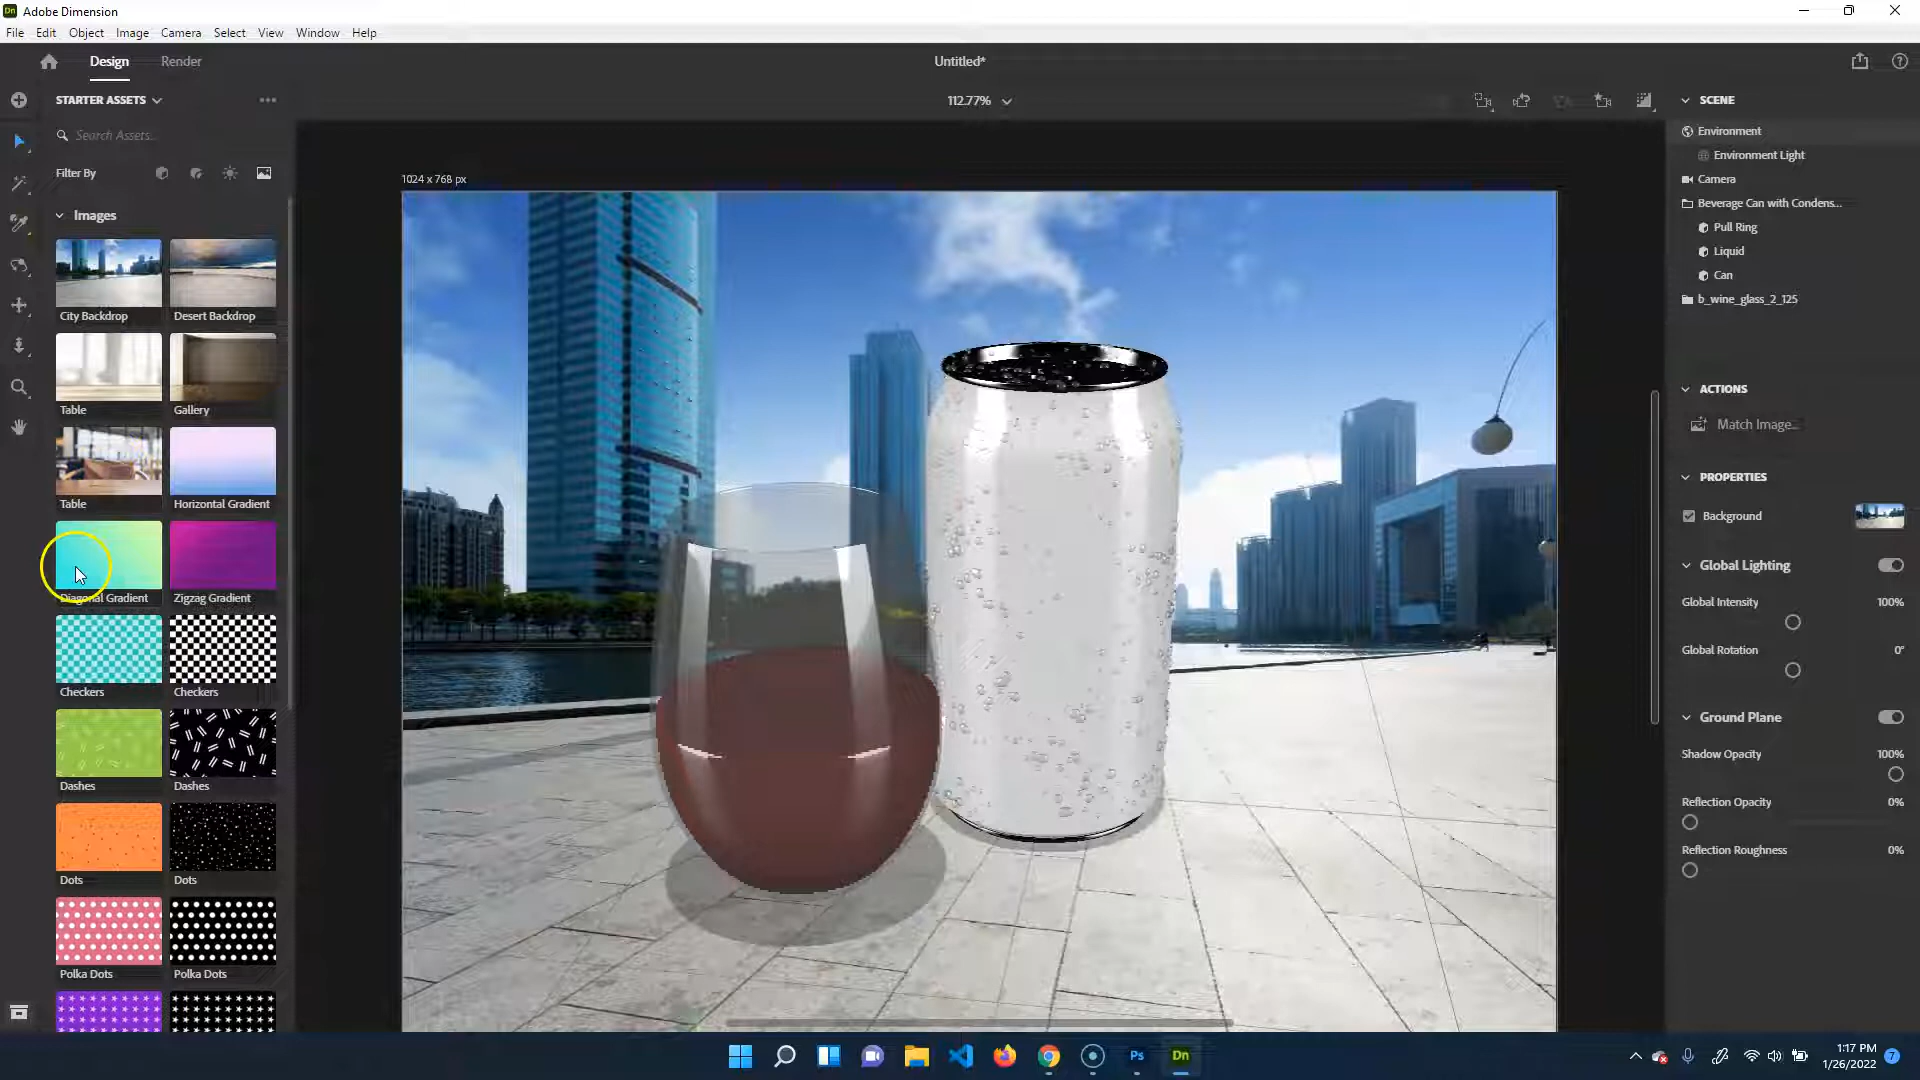 Dn Adobe Dimension
File Edit Object Image Camera Select View Window Help
Design Render
Untitled*
STARTER ASSETS
112.77%
Search Assets...
Filter By
Images
City Backdrop Desert Backdrop
Table Gallery
Table Horizontal Gradient
Diagonal Gradient Zigzag Gradient
Checkers Checkers
Dashes Dashes
Dots Dots
Polka Dots Polka Dots
1024 x 768 px
SCENE
Environment
Environment Light
Camera
Beverage Can with Condens...
Pull Ring
Liquid
Can
b_wine_glass_2_125
ACTIONS
Match Image...
PROPERTIES
Background
Global Lighting
Global Intensity 100%
Global Rotation 0°
Ground Plane
Shadow Opacity 100%
Reflection Opacity 0%
Reflection Roughness 0%
Ps Dn
1:17 PM
1/26/2022 7